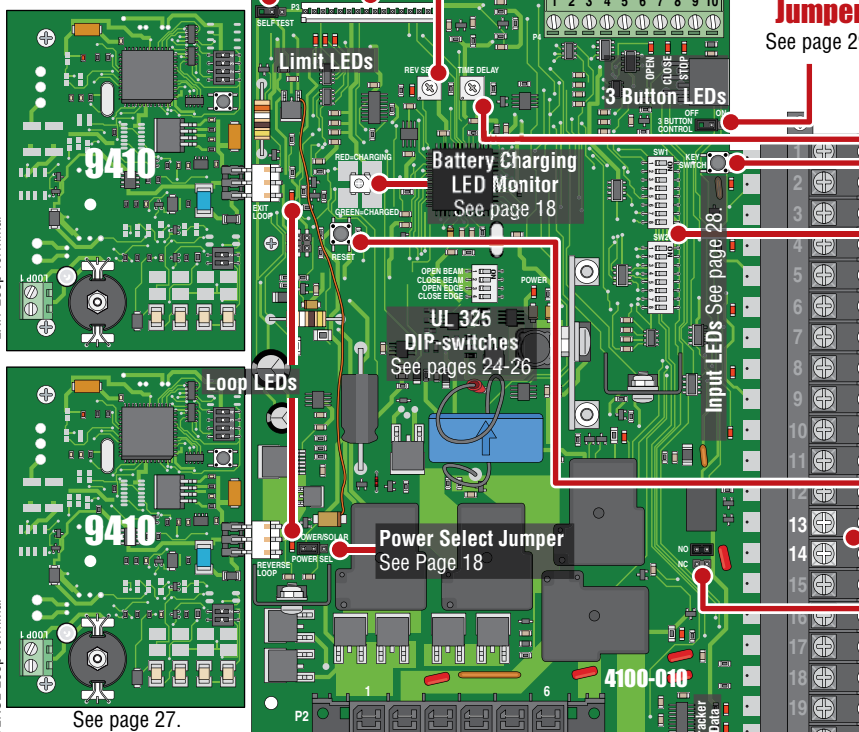 P3
SELF TEST
1 2 3 4 5 6 7 8 9 10
P4
Jumper
See page
Limit LEDs
REV
TIME DELAY
OPEN
CLOSE
STOP
3 Button LEDs
OFF
ON
3 BUTTON
CONTROL
9410
RED=CHARGING
GREEN=CHARGED
Battery Charging
LED Monitor
See page 18
SW1
KEY
SWITCH
SW2
EXIT
LOOP
RESET
LOOP 1
OPEN BEAM
CLOSE BEAM
OPEN EDGE
CLOSE EDGE
POWER
UL 325
DIP-switches
See pages 24-26
Input LEDs See page 28.
Loop LEDs
9410
LOOP 1
REVERSE
LOOP
POWER/SOLAR
POWER SEL
Power Select Jumper
See Page 18
NO
NC
1
2
3
4
5
6
7
8
9
10
11
12
13
14
15
16
17
18
19
4100-010
1
6
P2
Data
See page 27.